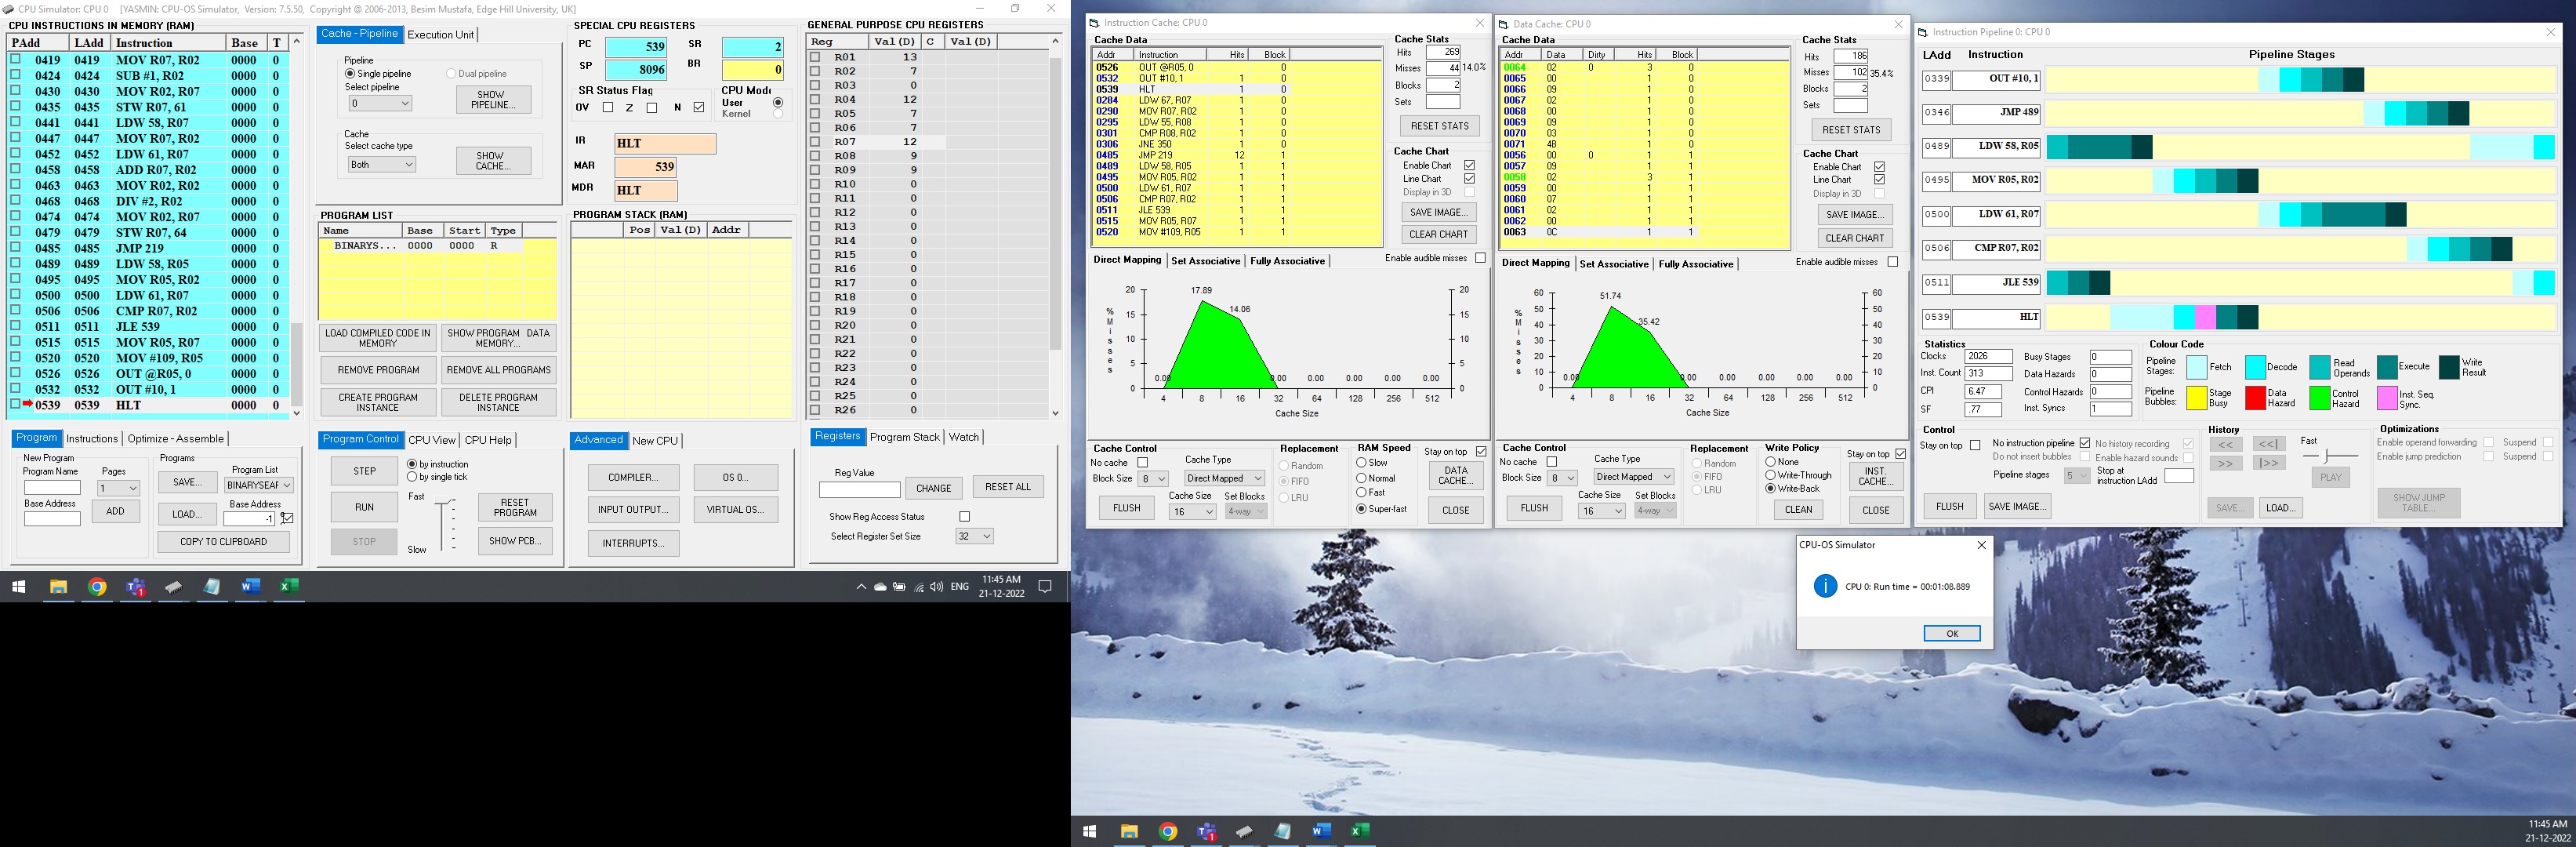 CPU Simulator: CPU 0 [YASMIN: CPU-OS Simulator, Version: 7.5.50, Copyright @ 2006-2013, Besim Mustafa, Edge Hill University, UK]
CPU INSTRUCTIONS IN MEMORY (RAM)
PAdd LAdd Instruction Base T
0419 0419 MOV R07, R02 0000 0
0424 0424 SUB #1, R02 0000 0
0430 0430 MOV R02, R07 0000 0
0435 0435 STW R07, 61 0000 0
0441 0441 LDW 58, R07 0000 0
0447 0447 MOV R07, R02 0000 0
0452 0452 LDW 61, R07 0000 0
0458 0458 ADD R07, R02 0000 0
0463 0463 MOV R02, R02 0000 0
0468 0468 DIV #2, R02 0000 0
0474 0474 MOV R02, R07 0000 0
0479 0479 STW R07, 64 0000 0
0485 0485 JMP 219 0000 0
0489 0489 LDW 58, R05 0000 0
0495 0495 MOV R05, R02 0000 0
0500 0500 LDW 61, R07 0000 0
0506 0506 CMP R07, R02 0000 0
0511 0511 JLE 539 0000 0
0515 0515 MOV R05, R07 0000 0
0520 0520 MOV #109, R05 0000 0
0526 0526 OUT @R05, 0 0000 0
0532 0532 OUT #10, 1 0000 0
0539 0539 HLT 0000 0
Program Instructions Optimize - Assemble
New Program
Program Name Pages
1
Base Address
ADD
Programs
SAVE... Program List
BINARYSEAF
LOAD... Base Address
-1
COPY TO CLIPBOARD
Cache - Pipeline Execution Unit
Pipeline
Single pipeline Dual pipeline
Select pipeline
0
SHOW PIPELINE...
Cache
Select cache type
Both
SHOW CACHE...
PROGRAM LIST
Name Base Start Type
BINARYS... 0000 0000 R
LOAD COMPILED CODE IN MEMORY SHOW PROGRAM DATA MEMORY...
REMOVE PROGRAM REMOVE ALL PROGRAMS
CREATE PROGRAM INSTANCE DELETE PROGRAM INSTANCE
Program Control CPU View CPU Help
STEP by instruction
by single tick
RUN Fast RESET PROGRAM
STOP Slow SHOW PCB...
SPECIAL CPU REGISTERS
PC 539 SR 2
SP 8096 BR 0
SR Status Flag CPU Mode
OV Z N User
Kernel
IR HLT
MAR 539
MDR HLT
PROGRAM STACK (RAM)
Pos Val(D) Addr
Advanced New CPU
COMPILER... OS 0...
INPUT OUTPUT... VIRTUAL OS...
INTERRUPTS...
GENERAL PURPOSE CPU REGISTERS
Reg Val(D) C Val(D)
R01 13
R02 7
R03 0
R04 12
R05 7
R06 7
R07 12
R08 9
R09 9
R10 0
R11 0
R12 0
R13 0
R14 0
R15 0
R16 0
R17 0
R18 0
R19 0
R20 0
R21 0
R22 0
R23 0
R24 0
R25 0
R26 0
Registers Program Stack Watch
Reg Value
CHANGE RESET ALL
Show Reg Access Status
Select Register Set Size 32
ENG 11:45 AM
21-12-2022
Instruction Cache: CPU 0
Cache Data
Addr Instruction Hits Block
0526 OUT @R05, 0 0
0532 OUT #10, 1 1 0
0539 HLT 1 0
0284 LDW 67, R07 1 0
0290 MOV R07, R02 1 0
0295 LDW 55, R08 1 0
0301 CMP R08, R02 1 0
0306 JNE 350 1 0
0485 JMP 219 12 1
0489 LDW 58, R05 1 1
0495 MOV R05, R02 1 1
0500 LDW 61, R07 1 1
0506 CMP R07, R02 1 1
0511 JLE 539 1 1
0515 MOV R05, R07 1 1
0520 MOV #109, R05 1 1
Cache Stats
Hits 269
Misses 44 14.0%
Blocks 2
Sets
RESET STATS
Cache Chart
Enable Chart
Line Chart
Display in 3D
SAVE IMAGE...
CLEAR CHART
Direct Mapping Set Associative Fully Associative Enable audible misses
% Misses
20 15 10 5 0
0.00 17.89 14.06 0.00 0.00 0.00 0.00 0.00
4 8 16 32 64 128 256 512
20 15 10 5 0
Cache Size
Cache Control
No cache
Block Size 8
FLUSH
Cache Type
Direct Mapped
Cache Size Set Blocks
16 4-way
Replacement
Random
FIFO
LRU
RAM Speed
Slow
Normal
Fast
Super-fast
Stay on top
DATA CACHE...
CLOSE
Data Cache: CPU 0
Cache Data
Addr Data Dirty Hits Block
0064 02 0 3 0
0065 00 1 0
0066 09 1 0
0067 02 1 0
0068 00 1 0
0069 09 1 0
0070 03 1 0
0071 4B 1 0
0056 00 0 1 1
0057 09 1 1
0058 02 3 1
0059 00 1 1
0060 07 1 1
0061 02 1 1
0062 00 1 1
0063 0C 1 1
Cache Stats
Hits 186
Misses 102 35.4%
Blocks 2
Sets
RESET STATS
Cache Chart
Enable Chart
Line Chart
Display in 3D
SAVE IMAGE...
CLEAR CHART
Direct Mapping Set Associative Fully Associative Enable audible misses
% Misses
60 50 40 30 20 10 0
0.00 51.74 35.42 0.00 0.00 0.00 0.00 0.00
4 8 16 32 64 128 256 512
60 50 40 30 20 10 0
Cache Size
Cache Control
No cache
Block Size 8
FLUSH
Cache Type
Direct Mapped
Cache Size Set Blocks
16 4-way
Replacement
Random
FIFO
LRU
Write Policy
None
Write-Through
Write-Back
CLEAN
Stay on top
INST. CACHE...
CLOSE
Instruction Pipeline 0: CPU 0
LAdd Instruction Pipeline Stages
0339 OUT #10, 1
0346 JMP 489
0489 LDW 58, R05
0495 MOV R05, R02
0500 LDW 61, R07
0506 CMP R07, R02
0511 JLE 539
0539 HLT
Statistics
Clocks 2026 Busy Stages 0
Inst. Count 313 Data Hazards 0
CPI 6.47 Control Hazards 0
SF .77 Inst. Syncs 1
Colour Code
Pipeline Stages: Fetch Decode Read Operands Execute Write Result
Pipeline Bubbles: Stage Busy Data Hazard Control Hazard Inst. Seq. Sync.
Control
Stay on top No instruction pipeline No history recording
Do not insert bubbles Enable hazard sounds
Pipeline stages 5 Stop at instruction LAdd
FLUSH SAVE IMAGE...
History
<< <<| Fast
>> |>> PLAY
SAVE... LOAD...
Optimizations
Enable operand forwarding Suspend
Enable jump prediction Suspend
SHOW JUMP TABLE...
CPU-OS Simulator
CPU 0: Run time = 00:01:08.889
OK
11:45 AM
21-12-2022